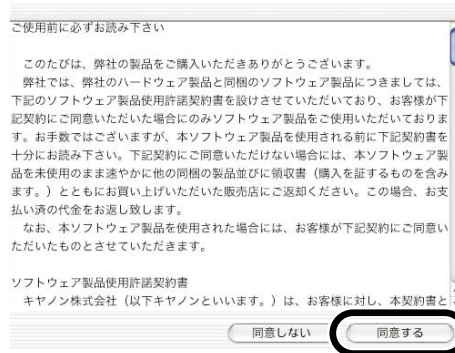 ご使用前に必ずお読み下さい
このたびは、弊社の製品をご購入いただきありがとうございます。
弊社では、弊社のハードウェア製品と同梱のソフトウェア製品につきましては、
下記のソフトウェア製品使用許諾契約書を設けさせていただいており、お客様が下
記契約にご同意いただいた場合にのみソフトウェア製品をご使用いただいておりま
す。お手数ではございますが、本ソフトウェア製品を使用される前に下記契約書を
十分にお読み下さい。下記契約にご同意いただけない場合には、本ソフトウェア製
品を未使用のまま速やかに他の同梱の製品並びに領収書（購入を証するものを含み
ます。）とともにお買い上げいただいた販売店にご返却ください。この場合、お支
払い済の代金をお返し致します。
なお、本ソフトウェア製品を使用された場合には、お客様が下記契約にご同意い
ただいたものとさせていただきます。
ソフトウェア製品使用許諾契約書
キヤノン株式会社（以下キヤノンといいます。）は、お客様に対し、本契約書と
同意しない
同意する